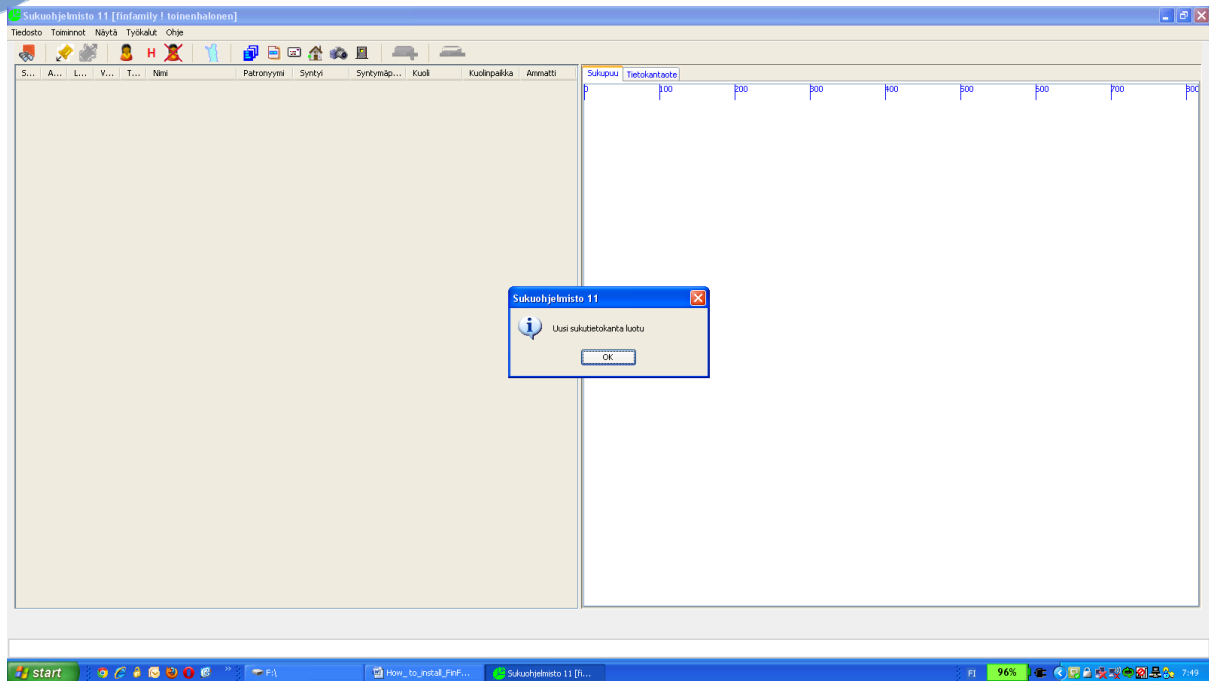 Sukuohjelmisto 11 [finfamily ! toinenhalonen]
Tiedosto Toiminnot Näytä Työkalut Ohje
H
S... A... L... V... T... Nimi Patronyymi Syntyi Syntymäp... Kuoli Kuolinpaikka Ammatti
Sukupuu Tietokantaote
0 100 200 300 400 500 600 700 800
Sukuohjelmisto 11
Uusi sukutietokanta luotu
OK
start F:\ How_to_install_FinF... Sukuohjelmisto 11 [fi... FI 96% 7:49